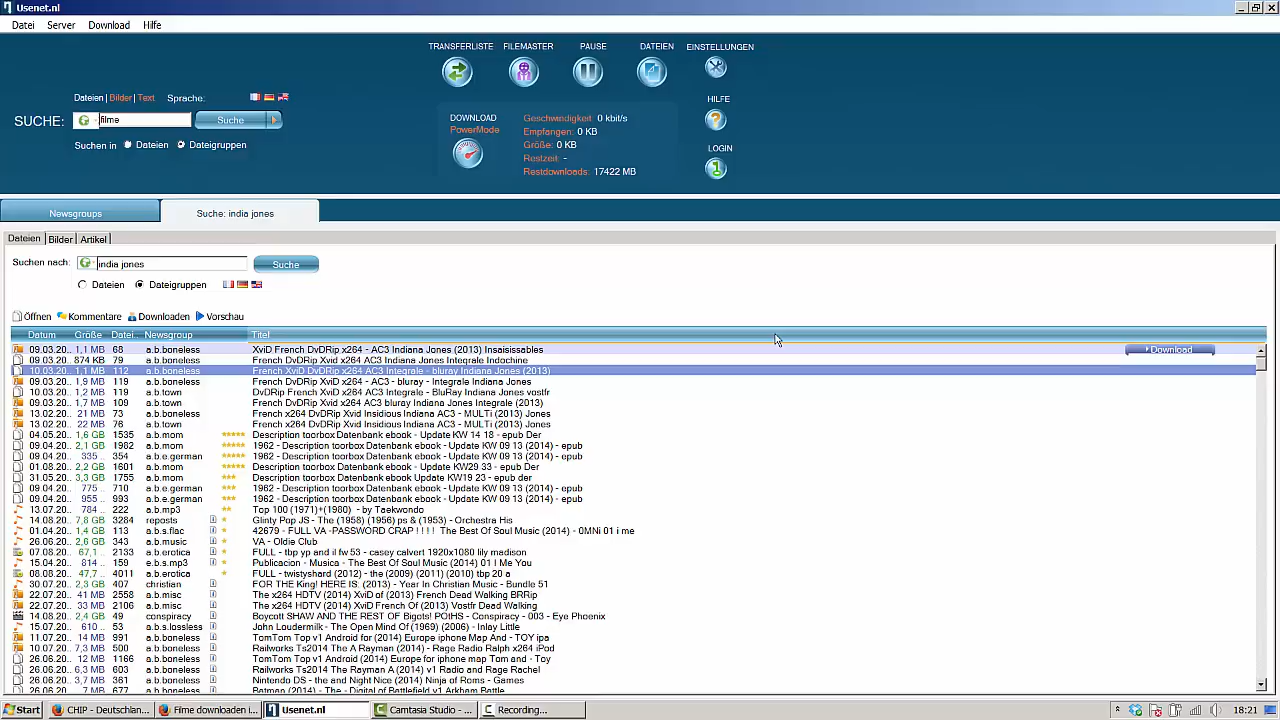 Usenet.nl
Datei Server Download Hilfe
TRANSFERLISTE FILEMASTER PAUSE DATEIEN EINSTELLUNGEN
Dateien | Bilder | Text Sprache:
HILFE
SUCHE: filme Suche
DOWNLOAD
PowerMode
Geschwindigkeit: 0 kbit/s
Empfangen: 0 KB
Größe: 0 KB
Restzeit: -
Restdownloads: 17422 MB
Suchen in Dateien Dateigruppen
LOGIN
Newsgroups Suche: india jones
Dateien Bilder Artikel
Suchen nach: india jones Suche
Dateien Dateigruppen
Öffnen Kommentare Downloaden Vorschau
Datum Größe Datei.. Newsgroup Titel
09.03.20.. 1,1 MB 68 a.b.boneless XviD French DvDRip x264 - AC3 Indiana Jones (2013) Insaisissables Download
09.03.20.. 874 KB 79 a.b.boneless French DvDRip Xvid x264 AC3 Indiana Jones Integrale Indochine
10.03.20.. 1,1 MB 112 a.b.boneless French XviD DvDRip x264 AC3 Integrale - bluray Indiana Jones (2013)
09.03.20.. 1,9 MB 119 a.b.boneless French DvDRip x264 AC3 - bluray - Integrale Indiana Jones
10.03.20.. 1,2 MB 119 a.b.town DvDRip French Xvid x264 AC3 Integrale - BluRay Indiana Jones vostfr
09.03.20.. 1,7 MB 109 a.b.town French DvDRip x264 AC3 bluray Indiana Jones Integrale (2013)
13.02.20.. 21 MB 73 a.b.boneless French x264 DvDRip Xvid Insidious Indiana AC3 - MULTi (2013) Jones
13.02.20.. 22 MB 76 a.b.town French x264 DvDRip Xvid Insidious Indiana AC3 - MULTi (2013) Jones
04.05.20.. 1,6 GB 1535 a.b.mom Description toorbox Datenbank ebook - Update KW 14 18 - epub Der
09.04.20.. 2,1 GB 1982 a.b.mom 1962 - Description toorbox Datenbank ebook - Update KW 09 13 (2014) - epub
09.04.20.. 335 .. 354 a.b.e.german 1962 - Description toorbox Datenbank ebook - Update KW 09 13 (2014) - epub
01.08.20.. 2,2 GB 1601 a.b.mom Description toorbox Datenbank ebook - Update KW29 33 - epub Der
31.05.20.. 3,3 GB 1755 a.b.mom Description toorbox Datenbank ebook - Update KW19 23 - epub Der
09.04.20.. 775 .. 710 a.b.e.german 1962 - Description toorbox Datenbank ebook - Update KW 09 13 (2014) - epub
09.04.20.. 955 .. 993 a.b.e.german 1962 - Description toorbox Datenbank ebook - Update KW 09 13 (2014) - epub
13.07.20.. 784 .. 222 a.b.mp3 Top 100 (1971)+(1980) - by Taekwondo
14.08.20.. 7,8 GB 3284 reposts Glinty Pop JS - The (1958) (1956) ps & (1953) - Orchestra His
01.04.20.. 1,4 GB 113 a.b.s.flac 42679 - FULL VA -PASSWORD CRAP ! ! ! ! The Best Of Soul Music (2014) - 0MNi 01 i me
26.06.20.. 2,6 GB 343 a.b.music VA - Oldie Club
07.08.20.. 67,1 .. 2133 a.b.erotica FULL - tbp yp and il fw 53 - casey calvert 1920x1080 lily madison
15.04.20.. 814 .. 159 e.b.s.mp3 Publicacion - Musica - The Best Of Soul Music (2014) 01 I Me You
08.08.20.. 47,7 .. 4011 a.b.erotica FULL - twistyshard (2012) - the (2009) (2011) (2010) tbp 20 a
30.07.20.. 2,3 GB 407 christian FOR THE King! HERE IS: (2013) - Year In Christian Music - Bundle 51
22.07.20.. 41 MB 2558 a.b.misc The x264 HDTV (2014) XviD French Of (2013) Walking Dead BRRip
22.07.20.. 33 MB 2106 a.b.misc The x264 HDTV (2014) XviD French Of (2013) Vostfr Dead Walking
14.08.20.. 2,4 GB 49 conspiracy Boycott SHAW AND THE REST OF Bigots! POtHS - Conspiracy - 003 - Eye Phoenix
15.07.20.. 610 .. 53 a.b.s.lossless John Loudermilk - The Open Mind Of (1969) (2006) - Inlay Little
11.07.20.. 14 MB 991 a.b.boneless TomTom Top v1 Android for (2014) Europe iphone Map And - TOY ipa
10.07.20.. 7,3 MB 500 a.b.boneless Railworks Ts2014 The A Rayman (2014) - Rage Radio Ralph x264 iPod
26.06.20.. 12 MB 1166 a.b.boneless TomTom Top v1 Android (2014) Europe for iphone map Tom and - Toy
26.06.20.. 6,3 MB 603 a.b.boneless Railworks Ts2014 The Rayman A (2014) v1 Radio and Rage Rachel
26.06.20.. 3,7 MB 361 a.b.boneless Nintendo DS - the and Night Nice (2014) Ninja of Roms - Games
26.06.20.. 7,7 MB 677 a.b.boneless Batman (2014) - The - Digital of Battlefield v1 Arkham Battle
Start CHIP - Deutschlan... Filme downloaden i... Usenet.nl Camtasia Studio - ... Recording... 18:21